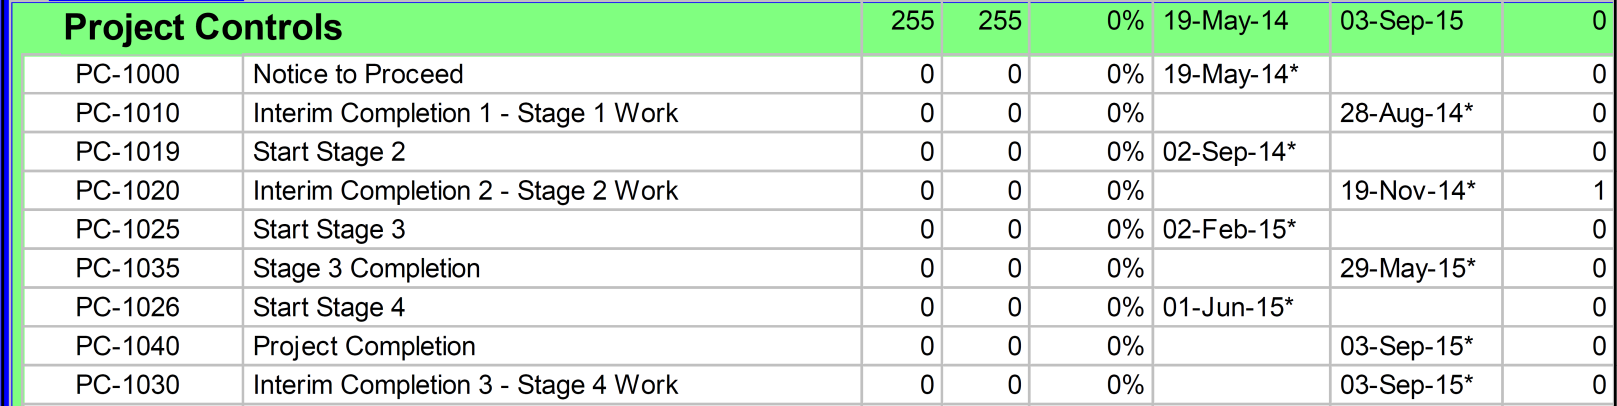 Project Controls 255 255 0% 19-May-14 03-Sep-15 0
PC-1000 Notice to Proceed 0 0 0% 19-May-14* 0
PC-1010 Interim Completion 1 - Stage 1 Work 0 0 0% 28-Aug-14* 0
PC-1019 Start Stage 2 0 0 0% 02-Sep-14* 0
PC-1020 Interim Completion 2 - Stage 2 Work 0 0 0% 19-Nov-14* 1
PC-1025 Start Stage 3 0 0 0% 02-Feb-15* 0
PC-1035 Stage 3 Completion 0 0 0% 29-May-15* 0
PC-1026 Start Stage 4 0 0 0% 01-Jun-15* 0
PC-1040 Project Completion 0 0 0% 03-Sep-15* 0
PC-1030 Interim Completion 3 - Stage 4 Work 0 0 0% 03-Sep-15* 0